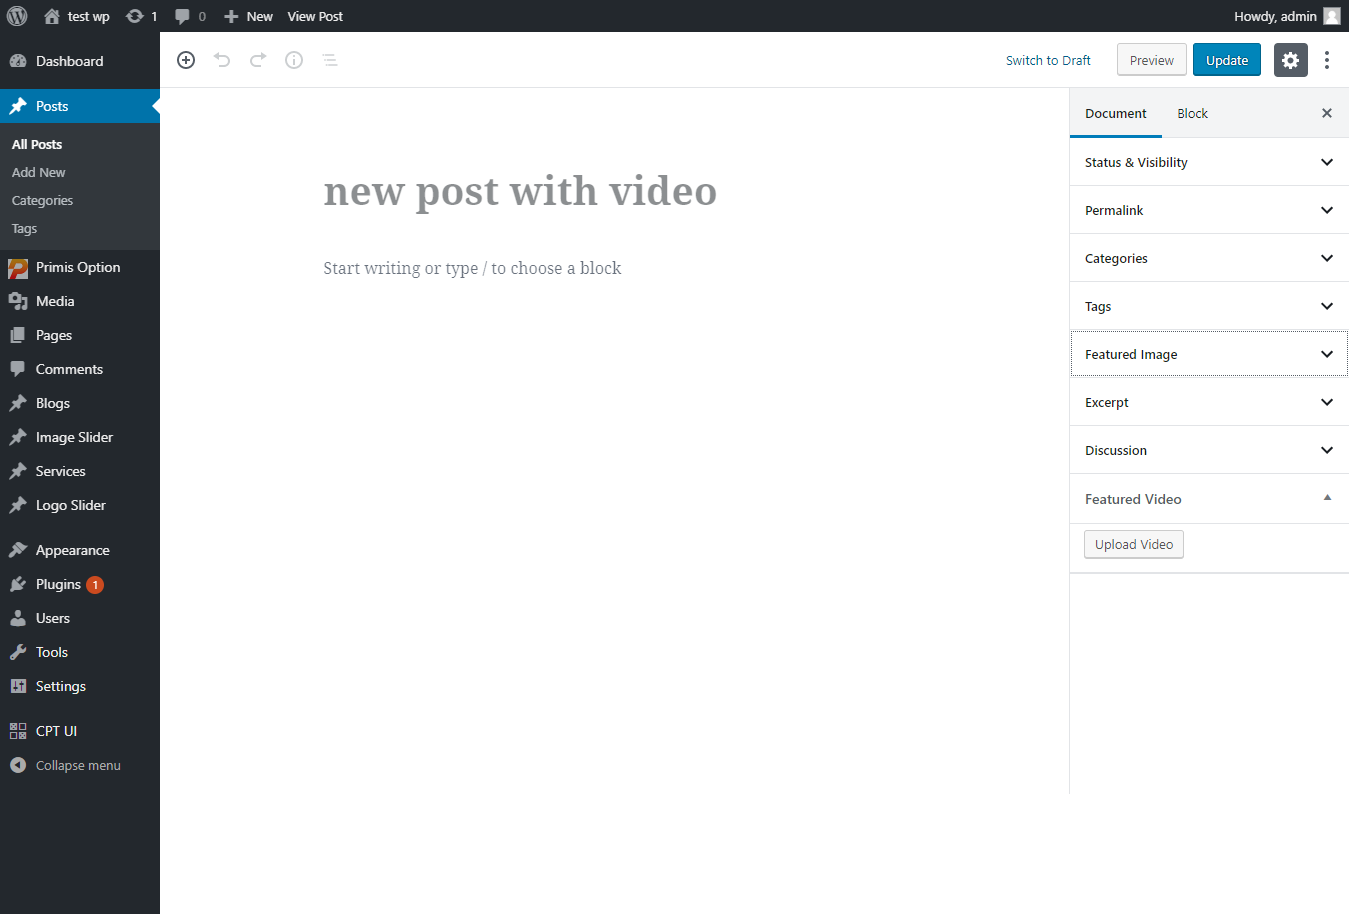 test wp 1 0 New View Post Howdy, admin
Dashboard
Posts
All Posts
Add New
Categories
Tags
Primis Option
Media
Pages
Comments
Blogs
Image Slider
Services
Logo Slider
Appearance
Plugins 1
Users
Tools
Settings
CPT UI
Collapse menu
Switch to Draft Preview Update
new post with video
Start writing or type / to choose a block
Document Block
Status & Visibility
Permalink
Categories
Tags
Featured Image
Excerpt
Discussion
Featured Video
Upload Video